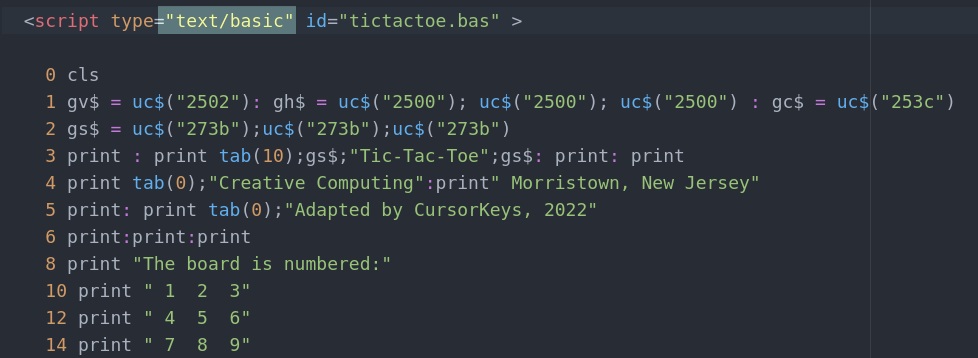 <script type="text/basic" id="tictactoe.bas" >
0 cls
1 gv$ = uc$("2502"): gh$ = uc$("2500"); uc$("2500"); uc$("2500") : gc$ = uc$("253c")
2 gs$ = uc$("273b");uc$("273b");uc$("273b")
3 print : print tab(10);gs$;"Tic-Tac-Toe";gs$: print: print
4 print tab(0);"Creative Computing":print" Morristown, New Jersey"
5 print: print tab(0);"Adapted by CursorKeys, 2022"
6 print:print:print
8 print "The board is numbered:"
10 print " 1  2  3"
12 print " 4  5  6"
14 print " 7  8  9"